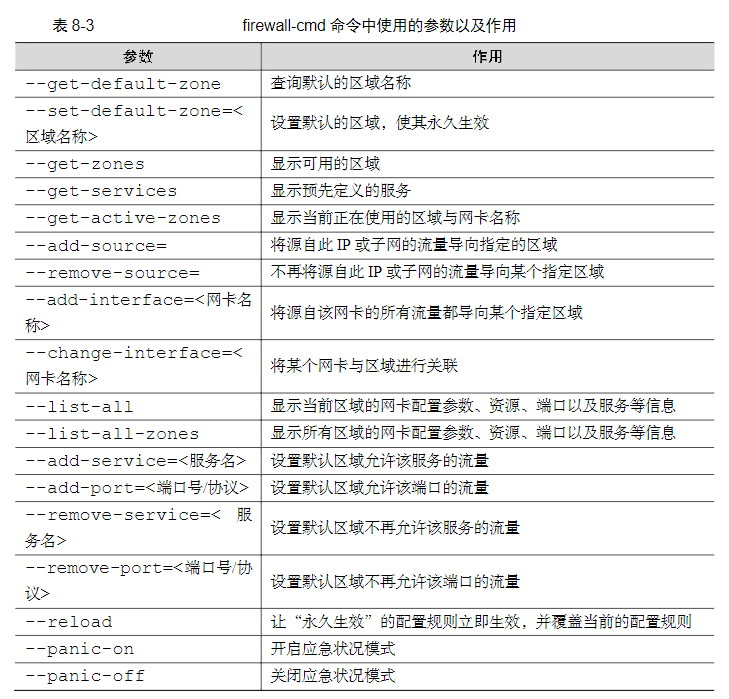 表 8-3 firewall-cmd 命令中使用的参数以及作用
参数 作用
--get-default-zone 查询默认的区域名称
--set-default-zone=<
区域名称> 设置默认的区域，使其永久生效
--get-zones 显示可用的区域
--get-services 显示预先定义的服务
--get-active-zones 显示当前正在使用的区域与网卡名称
--add-source= 将源自此 IP 或子网的流量导向指定的区域
--remove-source= 不再将源自此 IP 或子网的流量导向某个指定区域
--add-interface=<网卡名
称> 将源自该网卡的所有流量都导向某个指定区域
--change-interface=<
网卡名称> 将某个网卡与区域进行关联
--list-all 显示当前区域的网卡配置参数、资源、端口以及服务等信息
--list-all-zones 显示所有区域的网卡配置参数、资源、端口以及服务等信息
--add-service=<服务名> 设置默认区域允许该服务的流量
--add-port=<端口号/协议> 设置默认区域允许该端口的流量
--remove-service=< 服
务名> 设置默认区域不再允许该服务的流量
--remove-port=<端口号/协
议> 设置默认区域不再允许该端口的流量
--reload 让“永久生效”的配置规则立即生效，并覆盖当前的配置规则
--panic-on 开启应急状况模式
--panic-off 关闭应急状况模式